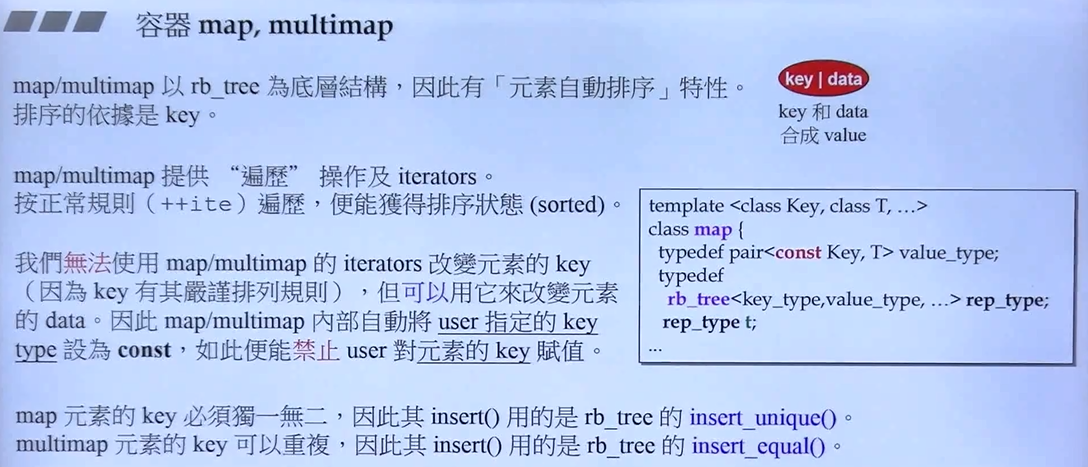 容器 map, multimap
map/multimap 以 rb_tree 為底層結構，因此有「元素自動排序」特性。
排序的依據是 key。
key | data
key 和 data
合成 value
map/multimap 提供 “遍歷” 操作及 iterators。
按正常規則（++ite）遍歷，便能獲得排序狀態 (sorted)。
我們無法使用 map/multimap 的 iterators 改變元素的 key
（因為 key 有其嚴謹排列規則），但可以用它來改變元素
的 data。因此 map/multimap 內部自動將 user 指定的 key
type 設為 const，如此便能禁止 user 對元素的 key 賦值。
template <class Key, class T, …>
class map {
typedef pair<const Key, T> value_type;
typedef
rb_tree<key_type,value_type, …> rep_type;
rep_type t;
...
map 元素的 key 必須獨一無二，因此其 insert() 用的是 rb_tree 的 insert_unique()。
multimap 元素的 key 可以重複，因此其 insert() 用的是 rb_tree 的 insert_equal()。